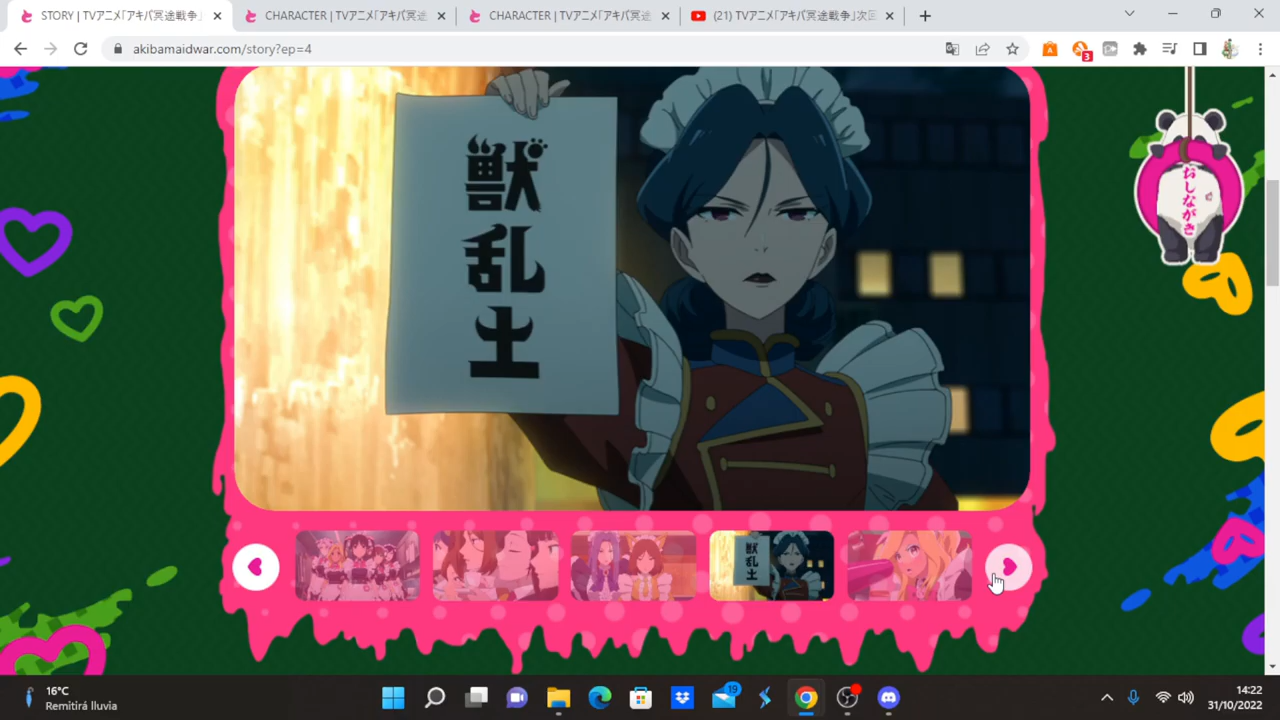 STORY | TVアニメ「アキバ冥途戦争」
CHARACTER | TVアニメ「アキバ冥途
CHARACTER | TVアニメ「アキバ冥途
(21) TVアニメ「アキバ冥途戦争」次回
akibamaidwar.com/story?ep=4
3
獣
乱
土
おしながき
獣
乱
土
16°C
Remitirá lluvia
19
14:22
31/10/2022